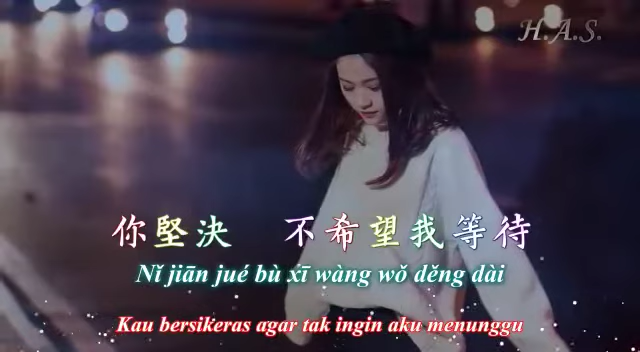 H.A.S.
你堅決 不希望我等待
Nǐ jiān jué bù xī wàng wǒ děng dài
Kau bersikeras agar tak ingin aku menunggu